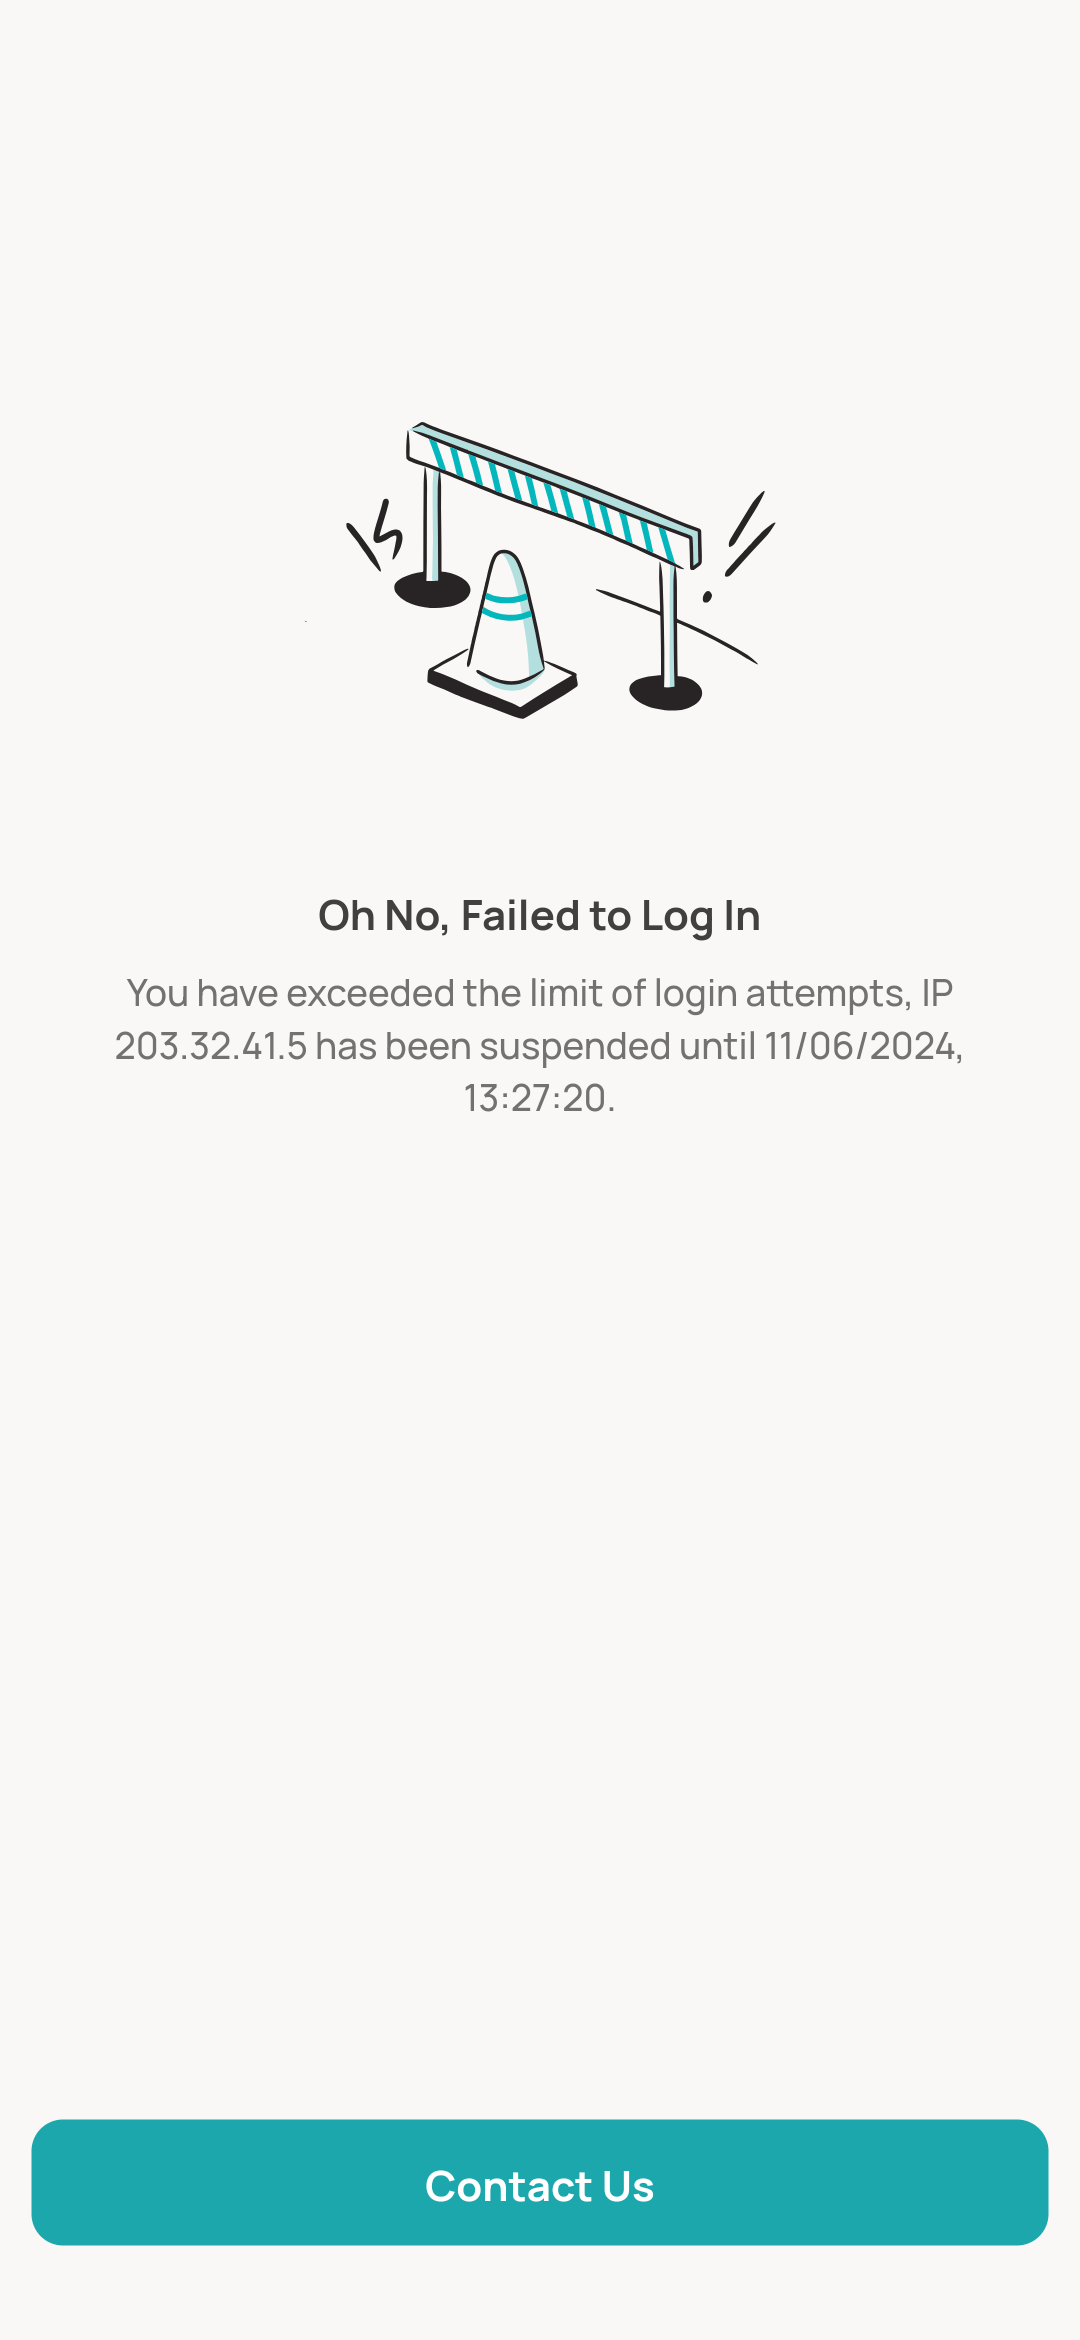 Oh No, Failed to Log In
You have exceeded the limit of login attempts, IP
203.32.41.5 has been suspended until 11/06/2024,
13:27:20.
Contact Us